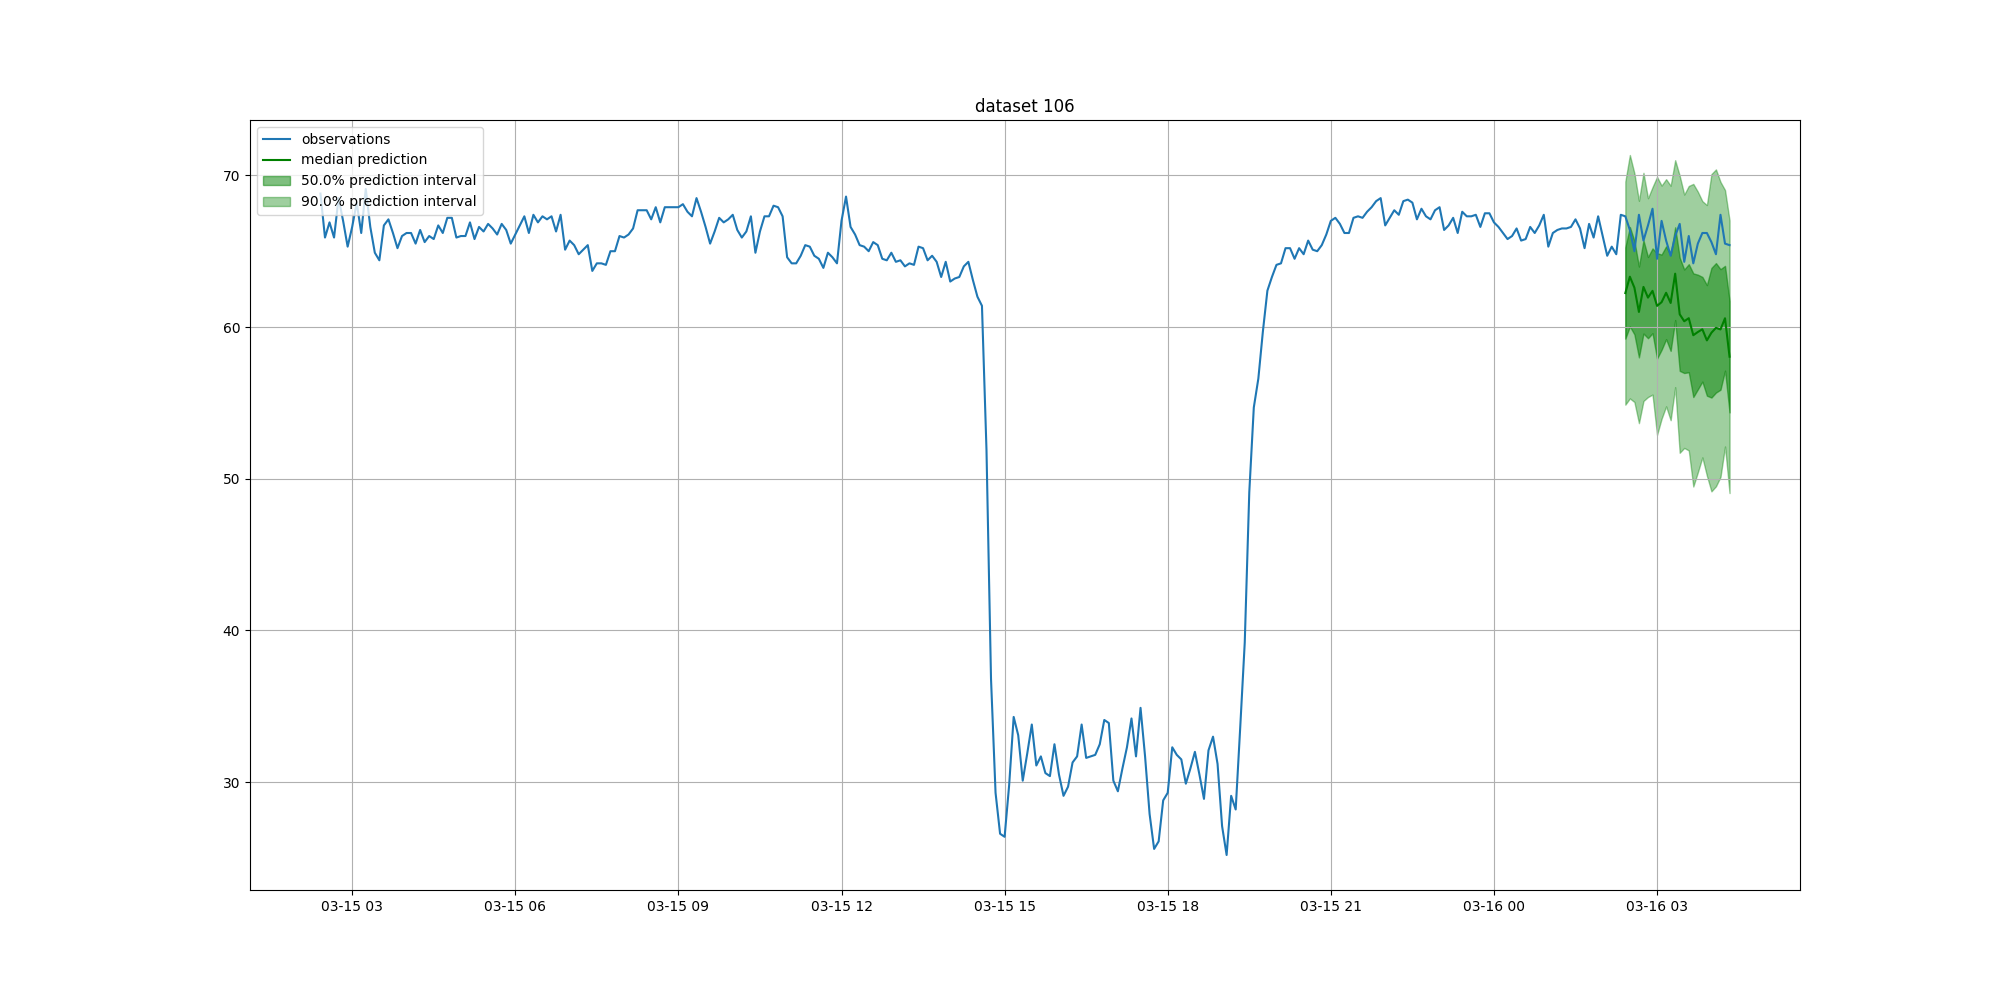 dataset 106
observations
median prediction
50.0% prediction interval
90.0% prediction interval
70
60
50
40
30
03-15 03
03-15 06
03-15 09
03-15 12
03-15 15
03-15 18
03-15 21
03-16 00
03-16 03